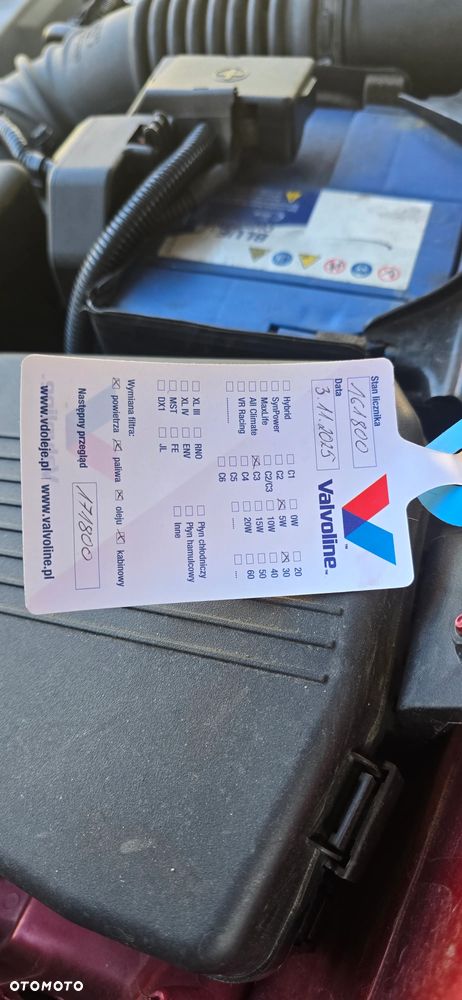 Stan licznika
161800
Data
3.11.2025
Valvoline™
Hybrid C1 0W 20
SynPower C2 5W 30
MaxLife C2/C3 10W 40
All Climate C3 15W 50
VR Racing C4 20W 60
...... C5 ...... ....
C6
XL III RNO Płyn chłodniczy
XL IV ENV Płyn hamulcowy
MST FE Inne
DX1 JL
Wymiana filtra:
powietrza paliwa oleju kabinowy
Następny przegląd 171800
www.vdoleje.pl | www.valvoline.pl
OTOMOTO